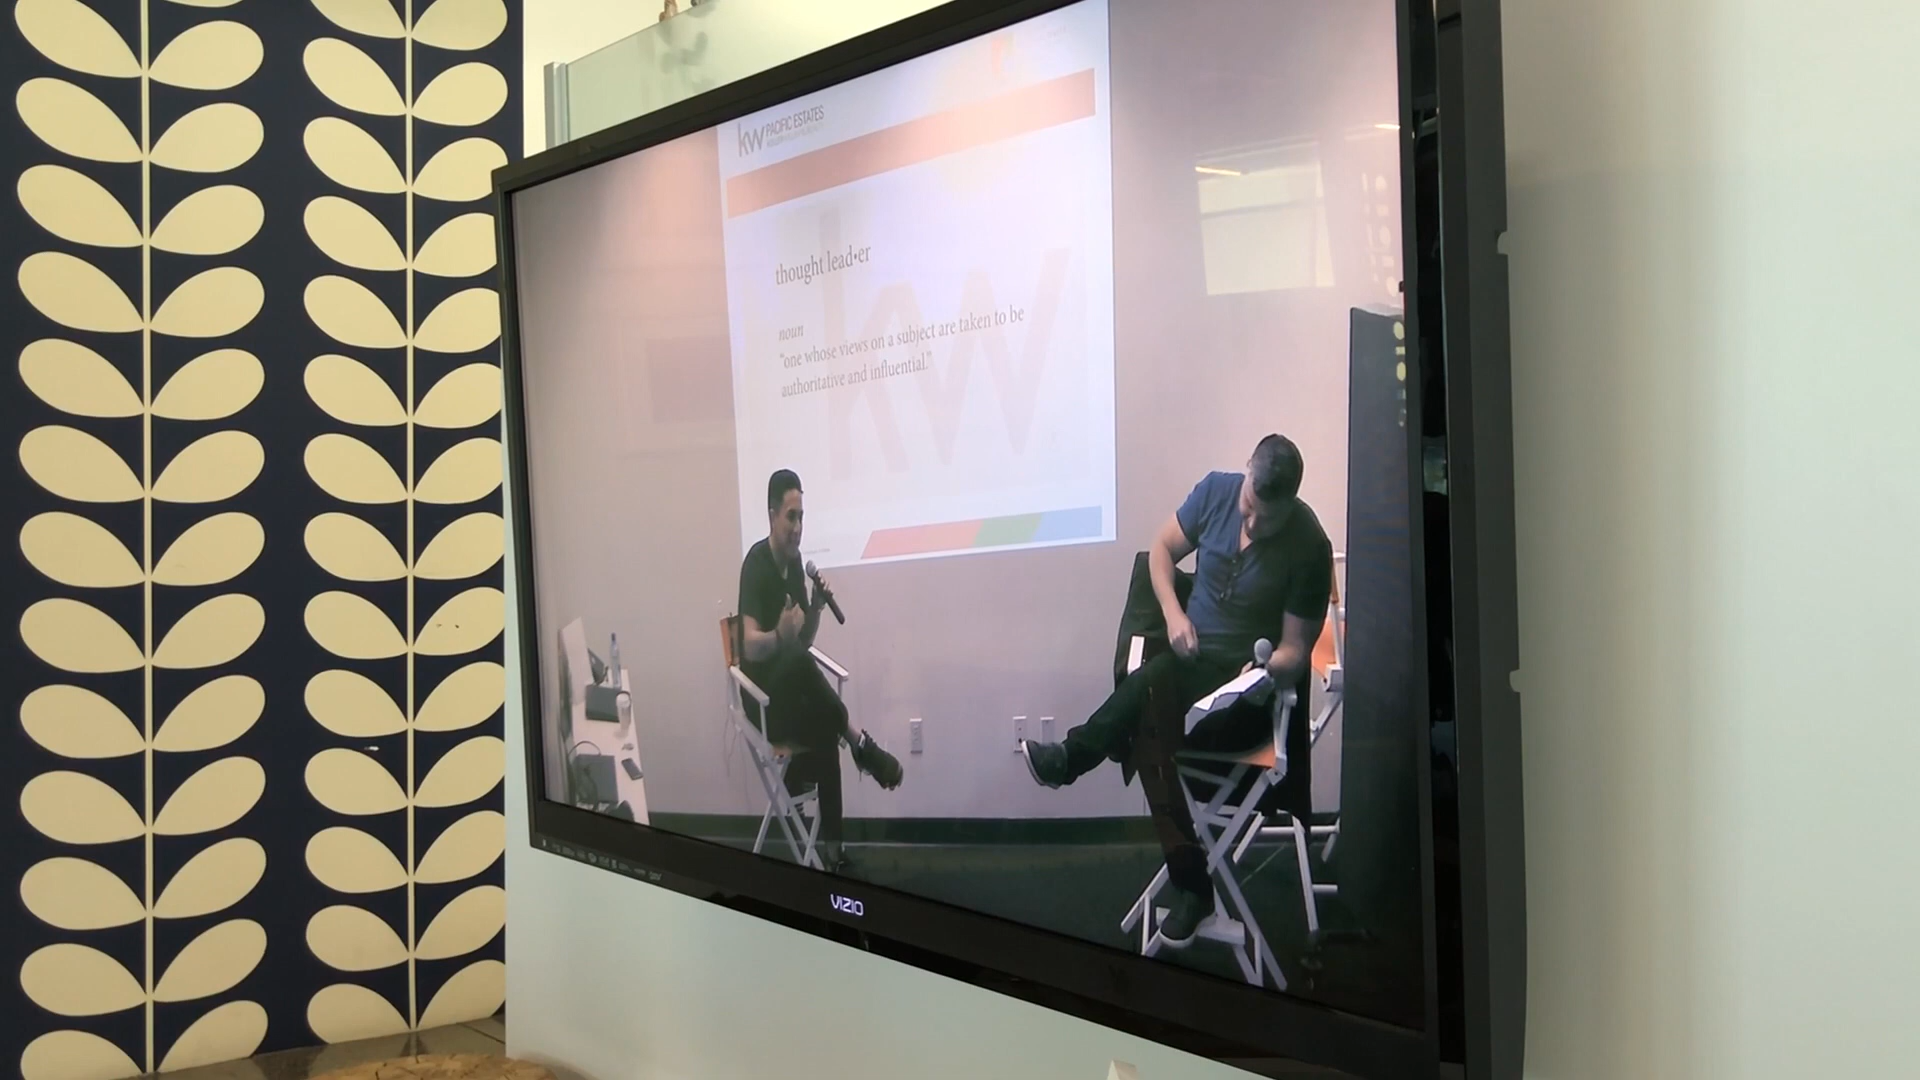 kw PACIFIC ESTATES
thought lead•er
noun
"one whose views on a subject are taken to be
authoritative and influential."
VIZIO